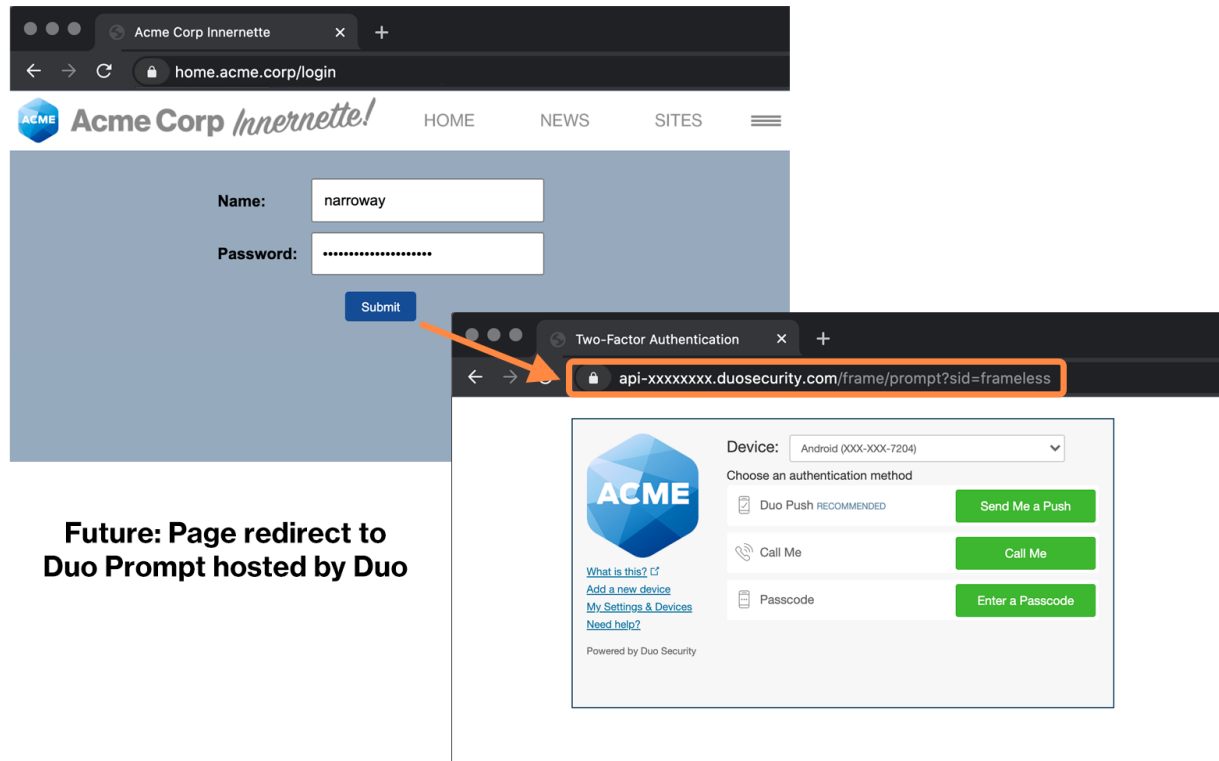 Acme Corp Innernette
home.acme.corp/login
ACME Acme Corp Innernette! HOME NEWS SITES
Name: narroway
Password: •••••••••••••••••••••
Submit
Two-Factor Authentication
api-xxxxxxxx.duosecurity.com/frame/prompt?sid=frameless
ACME
What is this?
Add a new device
My Settings & Devices
Need help?
Powered by Duo Security
Device: Android (XXX-XXX-7204)
Choose an authentication method
Duo Push RECOMMENDED Send Me a Push
Call Me Call Me
Passcode Enter a Passcode
Future: Page redirect to
Duo Prompt hosted by Duo